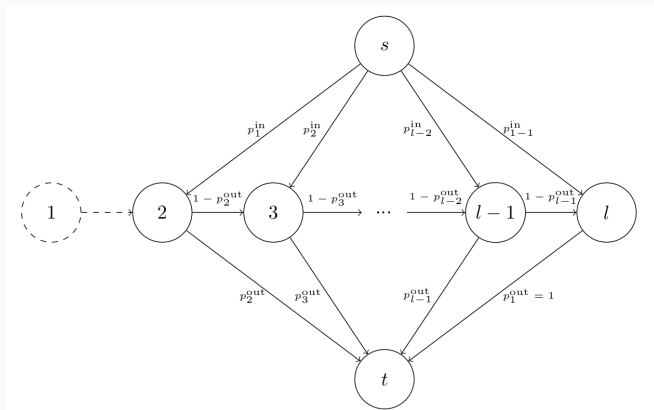 s
p_1^in p_2^in p_{l-2}^in p_{1-1}^in
1 2 1 − p_2^out 3 1 − p_3^out ... 1 − p_{l-2}^out l − 1 1 − p_{l-1}^out l
p_2^out p_3^out p_{l-1}^out p_1^out = 1
t